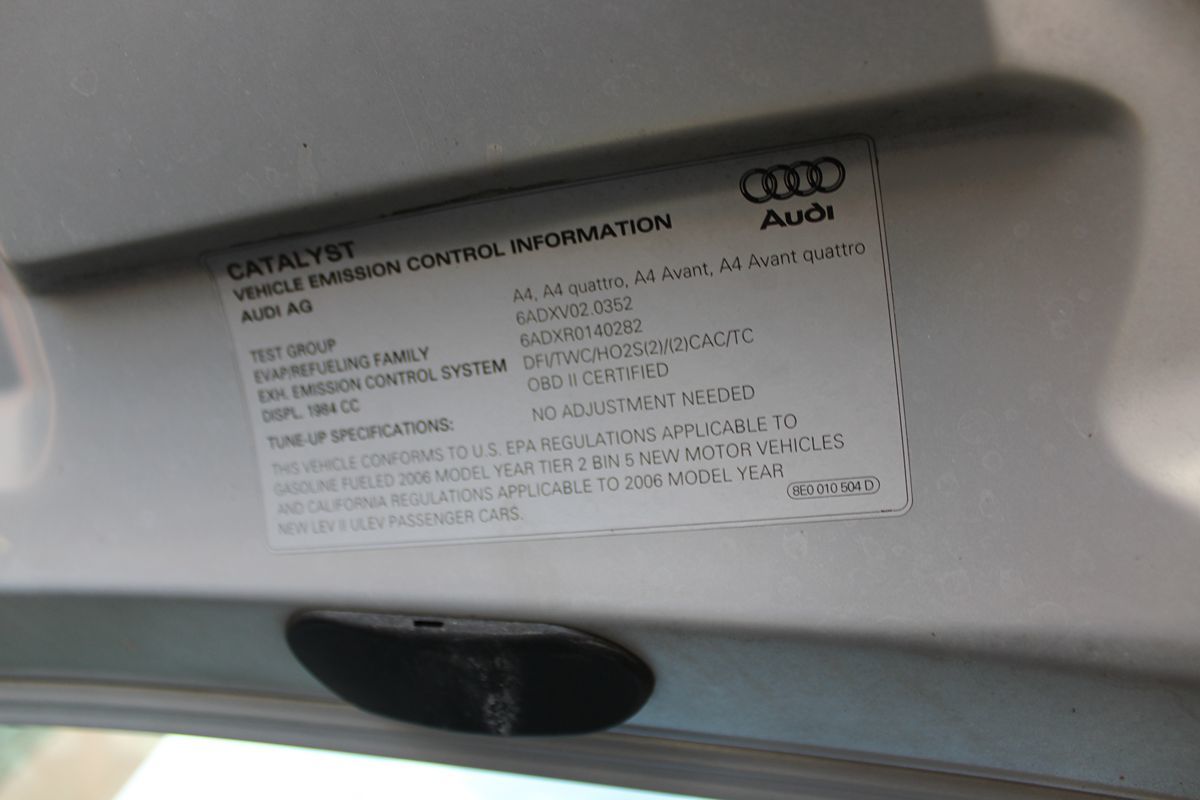 Audi
CATALYST
VEHICLE EMISSION CONTROL INFORMATION
AUDI AG
A4, A4 quattro, A4 Avant, A4 Avant quattro
TEST GROUP 6ADXV02.0352
EVAP/REFUELING FAMILY 6ADXR0140282
EXH. EMISSION CONTROL SYSTEM DFI/TWC/HO2S(2)/(2)CAC/TC
DISPL. 1984 CC OBD II CERTIFIED
TUNE-UP SPECIFICATIONS: NO ADJUSTMENT NEEDED
THIS VEHICLE CONFORMS TO U.S. EPA REGULATIONS APPLICABLE TO
GASOLINE FUELED 2006 MODEL YEAR TIER 2 BIN 5 NEW MOTOR VEHICLES
AND CALIFORNIA REGULATIONS APPLICABLE TO 2006 MODEL YEAR
NEW LEV II ULEV PASSENGER CARS.
8E0 010 504 D